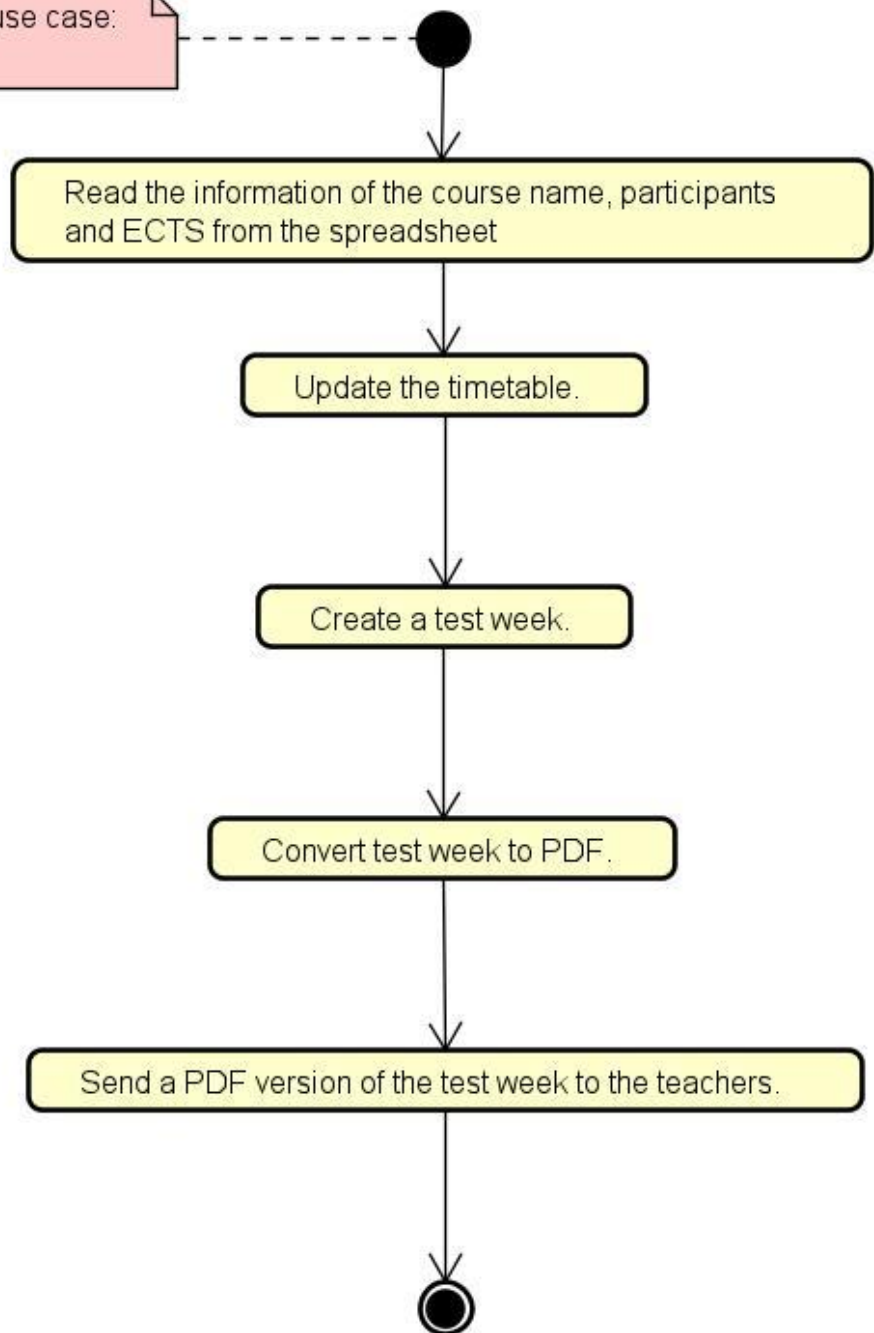 use case:
Read the information of the course name, participants
and ECTS from the spreadsheet
Update the timetable.
Create a test week.
Convert test week to PDF.
Send a PDF version of the test week to the teachers.